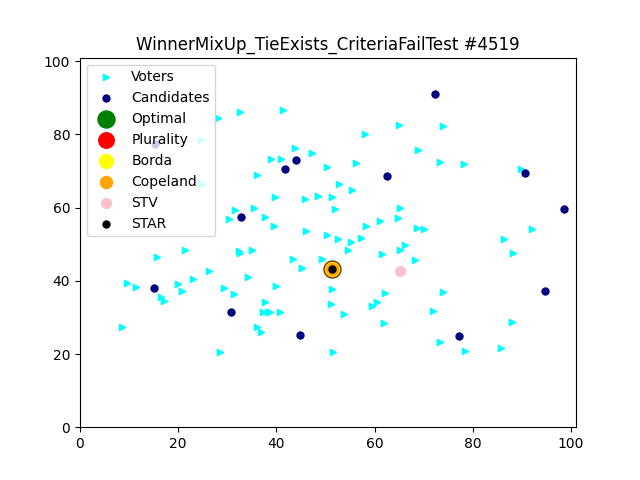 WinnerMixUp_TieExists_CriteriaFailTest #4519
100
80
60
40
20
0
0 20 40 60 80 100
Voters
Candidates
Optimal
Plurality
Borda
Copeland
STV
STAR